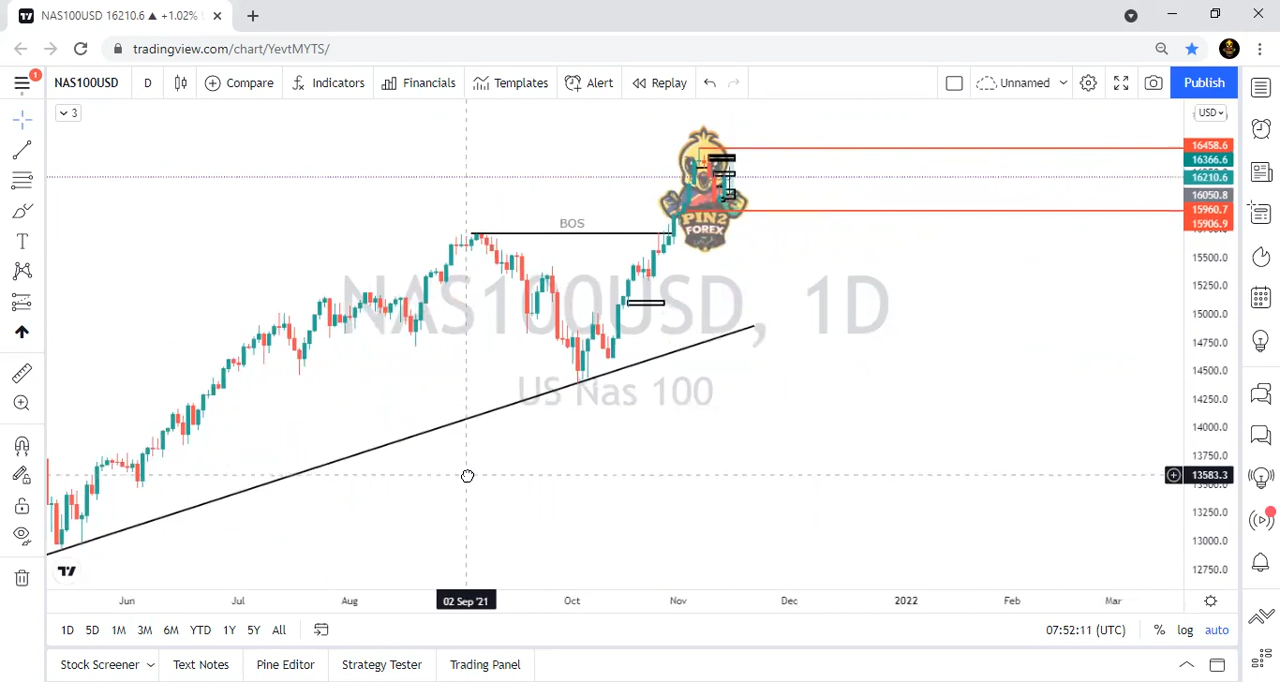 NAS100USD 16210.6 ▲ +1.02%
tradingview.com/chart/YevtMYTS/
1
NAS100USD D Compare Indicators Financials Templates Alert Replay Unnamed Publish
3
USD
16458.6
16366.6
16210.6
16050.8
15960.7
15906.9
15500.0
15250.0
15000.0
14750.0
14500.0
14250.0
14000.0
13750.0
13583.3
13250.0
13000.0
12750.0
BOS
PIN2
FOREX
NAS100USD, 1D
US Nas 100
Jun Jul Aug 02 Sep '21 Oct Nov Dec 2022 Feb Mar
1D 5D 1M 3M 6M YTD 1Y 5Y All 07:52:11 (UTC) % log auto
Stock Screener Text Notes Pine Editor Strategy Tester Trading Panel